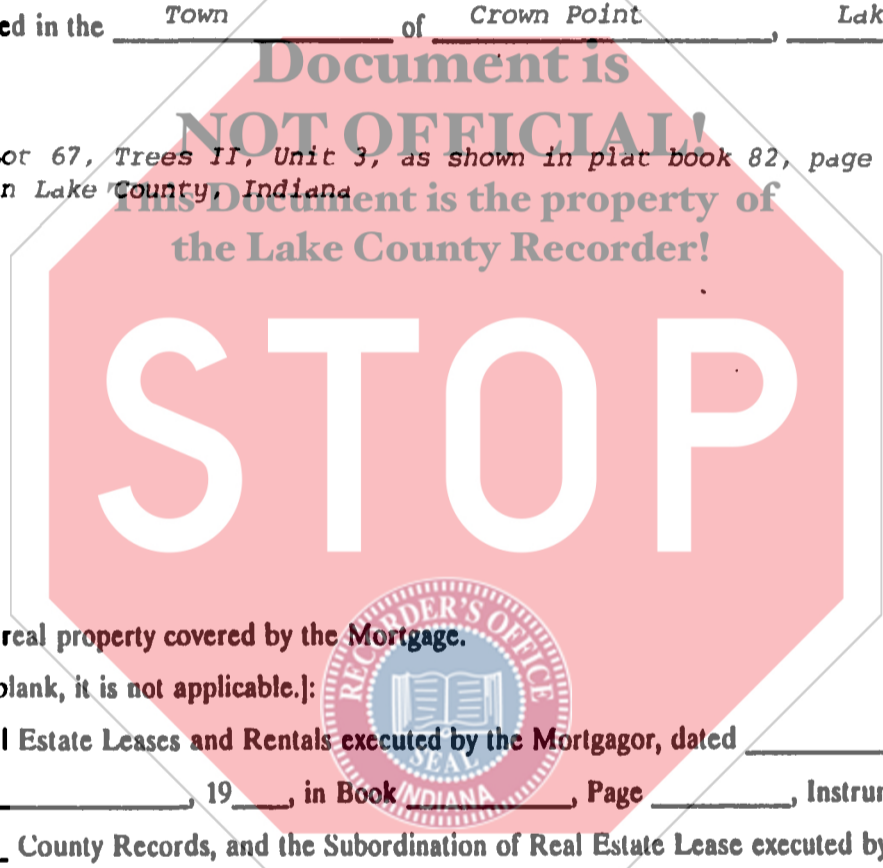 ed in the Town of Crown Point, Lak
Document is
NOT OFFICIAL!
ot 67, Trees II, Unit 3, as shown in plat book 82, page
n Lake County, Indiana
This Document is the property of
the Lake County Recorder!
STOP
RECORDER'S OFFICE
SEAL
INDIANA
real property covered by the Mortgage.
blank, it is not applicable.]:
l Estate Leases and Rentals executed by the Mortgagor, dated
, 19 , in Book , Page , Instrum
County Records, and the Subordination of Real Estate Lease executed by